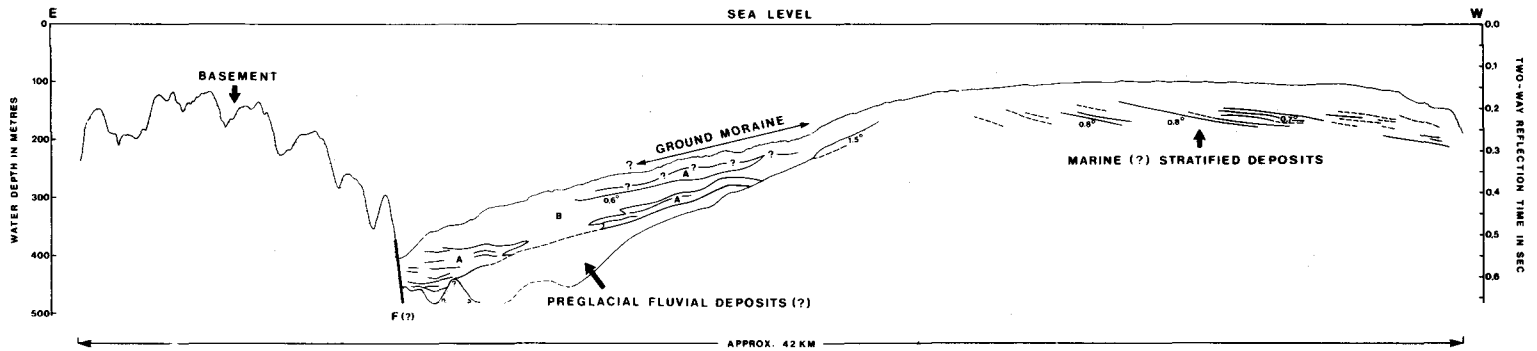 E
SEA LEVEL
W
0
100
200
300
400
500
WATER DEPTH IN METRES
0.0
0.1
0.2
0.3
0.4
0.5
0.6
TWO-WAY REFLECTION TIME IN SEC
BASEMENT
? GROUND MORAINE
? ? ? ? ?
A
0.6°
A
B
A
1.5°
0.8°
0.8°
0.7°
MARINE (?) STRATIFIED DEPOSITS
?
? ?
F (?)
PREGLACIAL FLUVIAL DEPOSITS (?)
APPROX. 42 KM